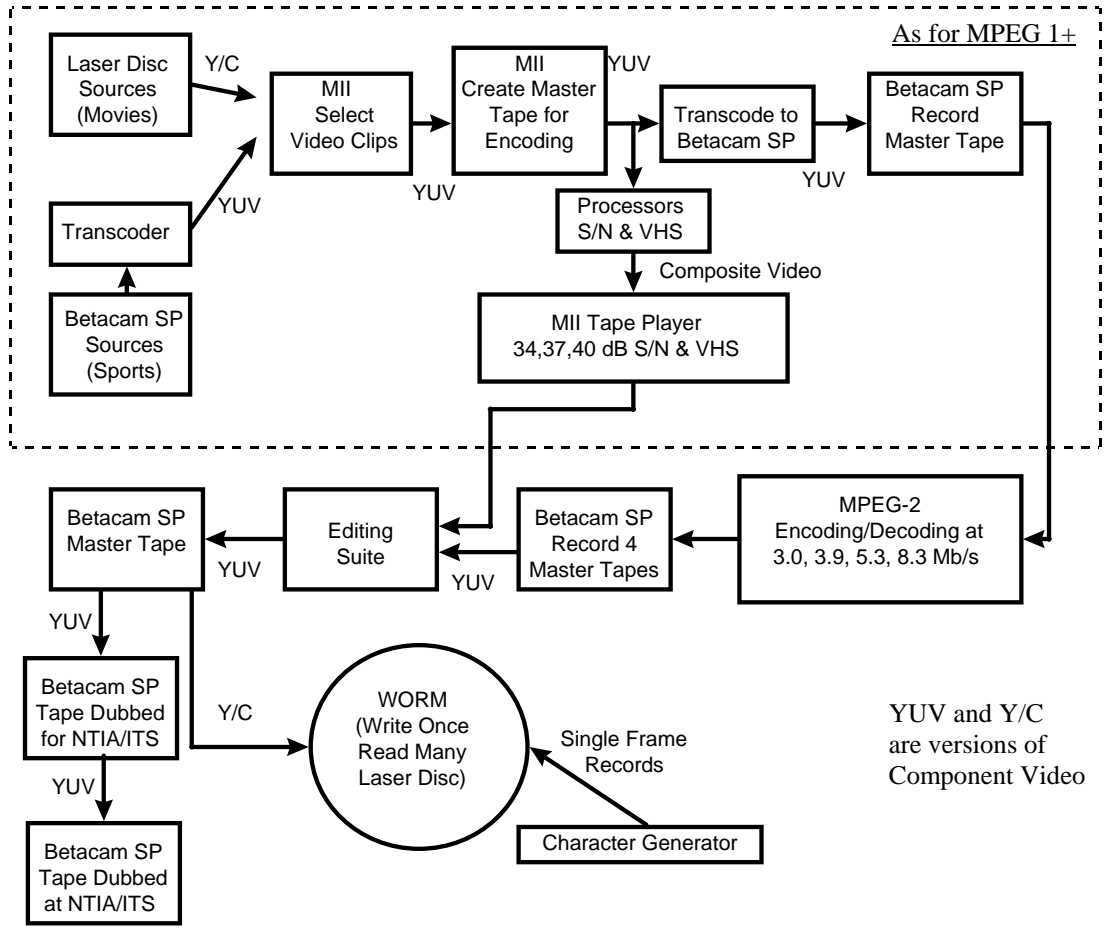 As for MPEG 1+
Laser Disc
Sources
(Movies)
Y/C
MII
Select
Video Clips
MII
Create Master
Tape for
Encoding
YUV
Transcode to
Betacam SP
Betacam SP
Record
Master Tape
YUV
YUV
YUV
Transcoder
Processors
S/N & VHS
Composite Video
Betacam SP
Sources
(Sports)
MII Tape Player
34,37,40 dB S/N & VHS
Betacam SP
Master Tape
Editing
Suite
Betacam SP
Record 4
Master Tapes
MPEG-2
Encoding/Decoding at
3.0, 3.9, 5.3, 8.3 Mb/s
YUV
YUV
YUV
Betacam SP
Tape Dubbed
for NTIA/ITS
Y/C
WORM
(Write Once
Read Many
Laser Disc)
Single Frame
Records
YUV and Y/C
are versions of
Component Video
YUV
Character Generator
Betacam SP
Tape Dubbed
at NTIA/ITS